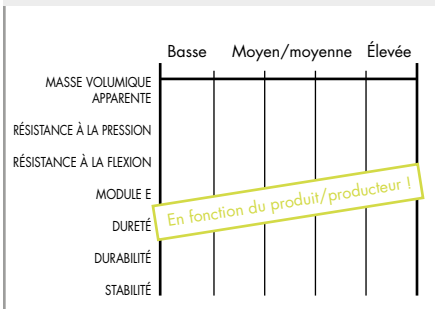 Basse Moyen/moyenne Élevée
MASSE VOLUMIQUE
APPARENTE
RÉSISTANCE À LA PRESSION
RÉSISTANCE À LA FLEXION
MODULE E
En fonction du produit/producteur !
DURETÉ
DURABILITÉ
STABILITÉ